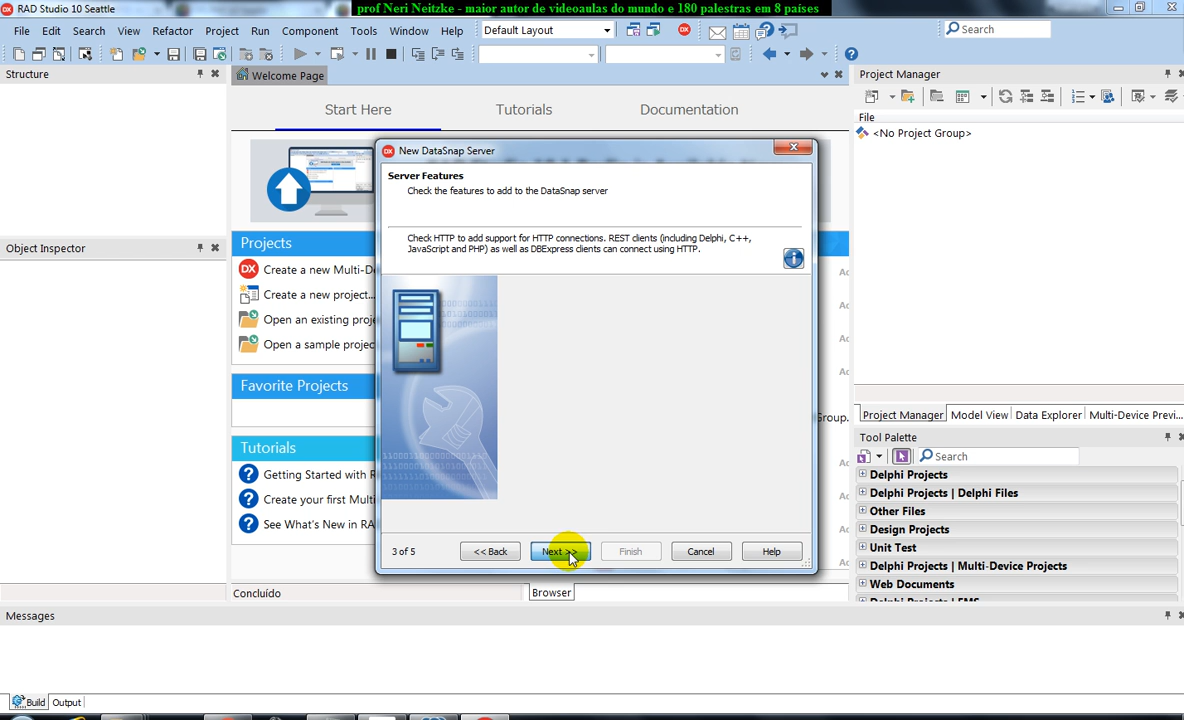 RAD Studio 10 Seattle
prof Neri Neitzke - maior autor de videoaulas do mundo e 180 palestras em 8 países
File Edit Search View Refactor Project Run Component Tools Window Help Default Layout Search
Structure
Welcome Page
Project Manager
Start Here Tutorials Documentation
File
<No Project Group>
New DataSnap Server
Server Features
Check the features to add to the DataSnap server
Check HTTP to add support for HTTP connections. REST clients (including Delphi, C++,
JavaScript and PHP) as well as DBExpress clients can connect using HTTP.
Object Inspector
Projects
Create a new Multi-De
Create a new project...
Open an existing proje
Open a sample project
Favorite Projects
Group.
Tutorials
Getting Started with R
Create your first Multi
See What's New in RA
3 of 5 << Back Next >> Finish Cancel Help
Project Manager Model View Data Explorer Multi-Device Previ...
Tool Palette
Search
Delphi Projects
Delphi Projects | Delphi Files
Other Files
Design Projects
Unit Test
Delphi Projects | Multi-Device Projects
Web Documents
Delphi Projects | EMS
Concluído
Browser
Messages
Build Output